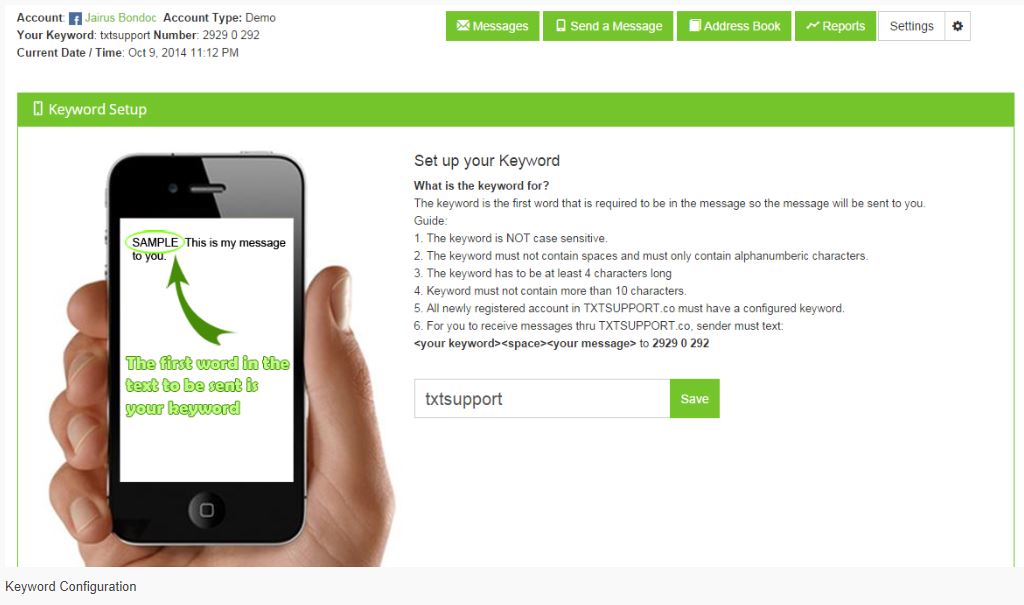 Account: Jairus Bondoc Account Type: Demo
Your Keyword: txtsupport Number: 2929 0 292
Current Date / Time: Oct 9, 2014 11:12 PM
Messages
Send a Message
Address Book
Reports
Settings
Keyword Setup
SAMPLE This is my message
to you.
The first word in the
text to be sent is
your keyword
Set up your Keyword
What is the keyword for?
The keyword is the first word that is required to be in the message so the message will be sent to you.
Guide:
1. The keyword is NOT case sensitive.
2. The keyword must not contain spaces and must only contain alphanumberic characters.
3. The keyword has to be at least 4 characters long
4. Keyword must not contain more than 10 characters.
5. All newly registered account in TXTSUPPORT.co must have a configured keyword.
6. For you to receive messages thru TXTSUPPORT.co, sender must text:
<your keyword><space><your message> to 2929 0 292
txtsupport
Save
Keyword Configuration